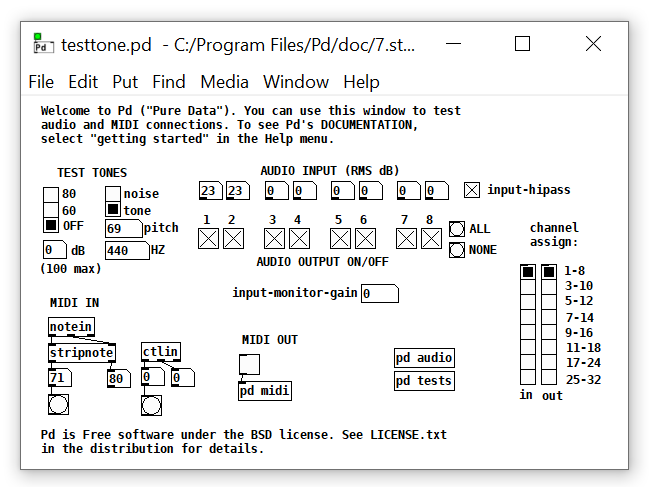 testtone.pd - C:/Program Files/Pd/doc/7.st...
File Edit Put Find Media Window Help
Welcome to Pd ("Pure Data"). You can use this window to test
audio and MIDI connections. To see Pd's DOCUMENTATION,
select "getting started" in the Help menu.
TEST TONES
80
60
OFF
noise
tone
69 pitch
0 dB
440 HZ
(100 max)
AUDIO INPUT (RMS dB)
23 23 0 0 0 0 0 0
input-hipass
1 2 3 4 5 6 7 8
ALL
NONE
AUDIO OUTPUT ON/OFF
input-monitor-gain 0
channel
assign:
1-8
3-10
5-12
7-14
9-16
11-18
17-24
25-32
in out
MIDI IN
notein
stripnote
71 80
ctlin
0 0
MIDI OUT
pd midi
pd audio
pd tests
Pd is Free software under the BSD license. See LICENSE.txt
in the distribution for details.